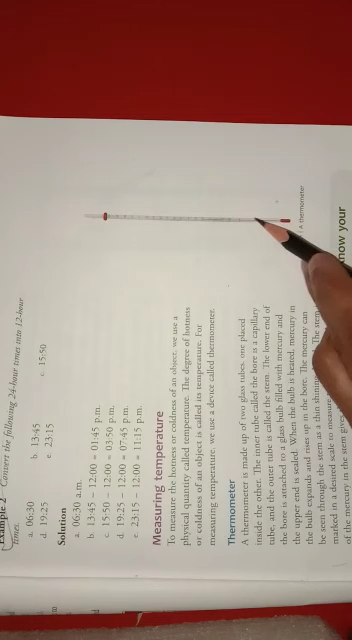 Example 2 Convert the following 24-hour times into 12-hour
times.
a. 06:30 b. 13:45 c. 15:50
d. 19:25 e. 23:15
Solution
a. 06:30 a.m.
b. 13:45 − 12:00 = 01:45 p.m.
c. 15:50 − 12:00 = 03:50 p.m.
d. 19:25 − 12:00 = 07:45 p.m.
e. 23:15 − 12:00 = 11:15 p.m.
Measuring temperature
To measure the hotness or coldness of an object, we use a
physical quantity called temperature. The degree of hotness
or coldness of an object is called its temperature. For
measuring temperature, we use a device called thermometer.
Thermometer
A thermometer is made up of two glass tubes, one placed
inside the other. The inner tube called the bore is a capillary
tube, and the outer tube is called the stem. The lower end of
the bore is attached to a glass bulb filled with mercury and
the upper end is sealed. When the bulb is heated, mercury in
the bulb expands and rises up in the bore. The mercury can
be seen through the stem as a thin shining The stem
marked in a desired scale to measure
of the mercury in the stem gives
A thermometer
now your